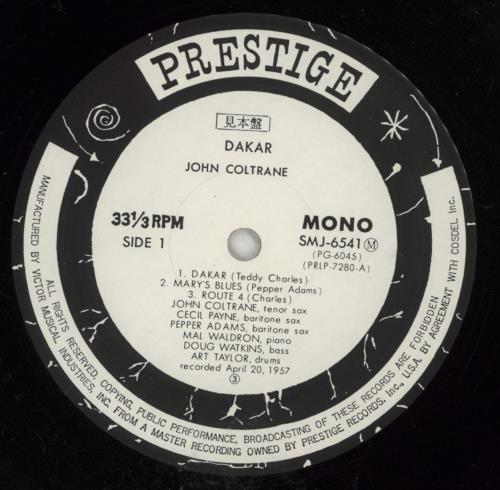 PRESTIGE
見本盤
DAKAR
JOHN COLTRANE
33 1/3 RPM
SIDE 1
MONO
SMJ-6541 Ⓜ
(PG-6045)
(PRLP-7280-A)
1. DAKAR (Teddy Charles)
2. MARY'S BLUES (Pepper Adams)
3. ROUTE 4 (Charles)
JOHN COLTRANE, tenor sax
CECIL PAYNE, baritone sax
PEPPER ADAMS, baritone sax
MAL WALDRON, piano
DOUG WATKINS, bass
ART TAYLOR, drums
recorded April 20, 1957
③
MANUFACTURED BY VICTOR MUSICAL INDUSTRIES, INC. FROM A MASTER RECORDING OWNED BY PRESTIGE RECORDS, Inc., U.S.A. BY AGREEMENT WITH COSDEL Inc.
ALL RIGHTS RESERVED, COPYING, PUBLIC PERFORMANCE, BROADCASTING OF THESE RECORDS ARE FORBIDDEN